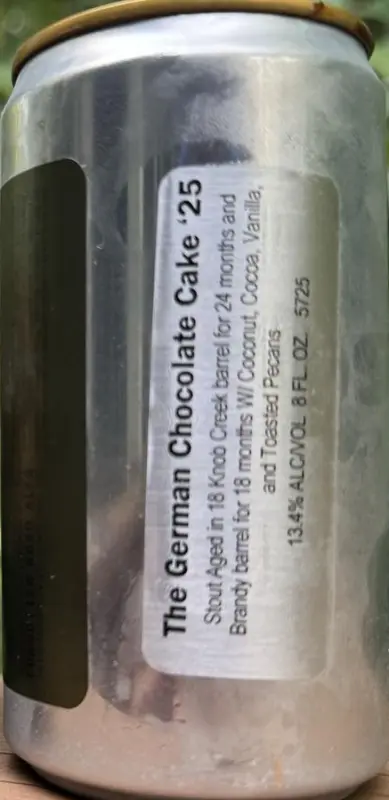 The German Chocolate Cake '25
Stout Aged in 18 Knob Creek barrel for 24 months and
Brandy barrel for 18 months W/ Coconut, Cocoa, Vanilla,
and Toasted Pecans
13.4% ALC/VOL 8 FL. OZ. 5725